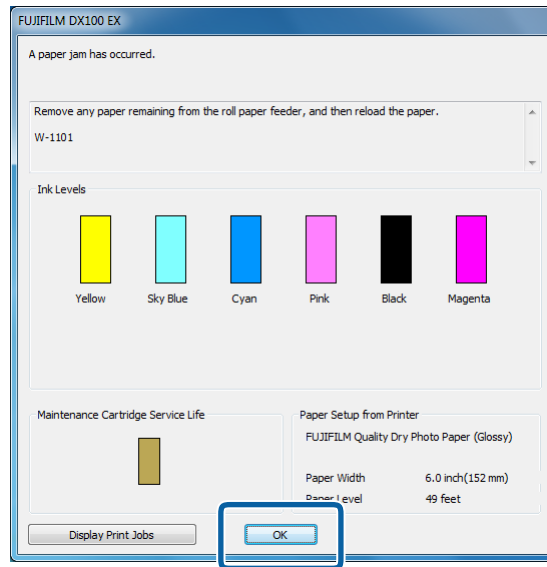 FUJIFILM DX100 EX
A paper jam has occurred.
Remove any paper remaining from the roll paper feeder, and then reload the paper.
W-1101
Ink Levels
Yellow Sky Blue Cyan Pink Black Magenta
Maintenance Cartridge Service Life
Paper Setup from Printer
FUJIFILM Quality Dry Photo Paper (Glossy)
Paper Width 6.0 inch(152 mm)
Paper Level 49 feet
Display Print Jobs OK